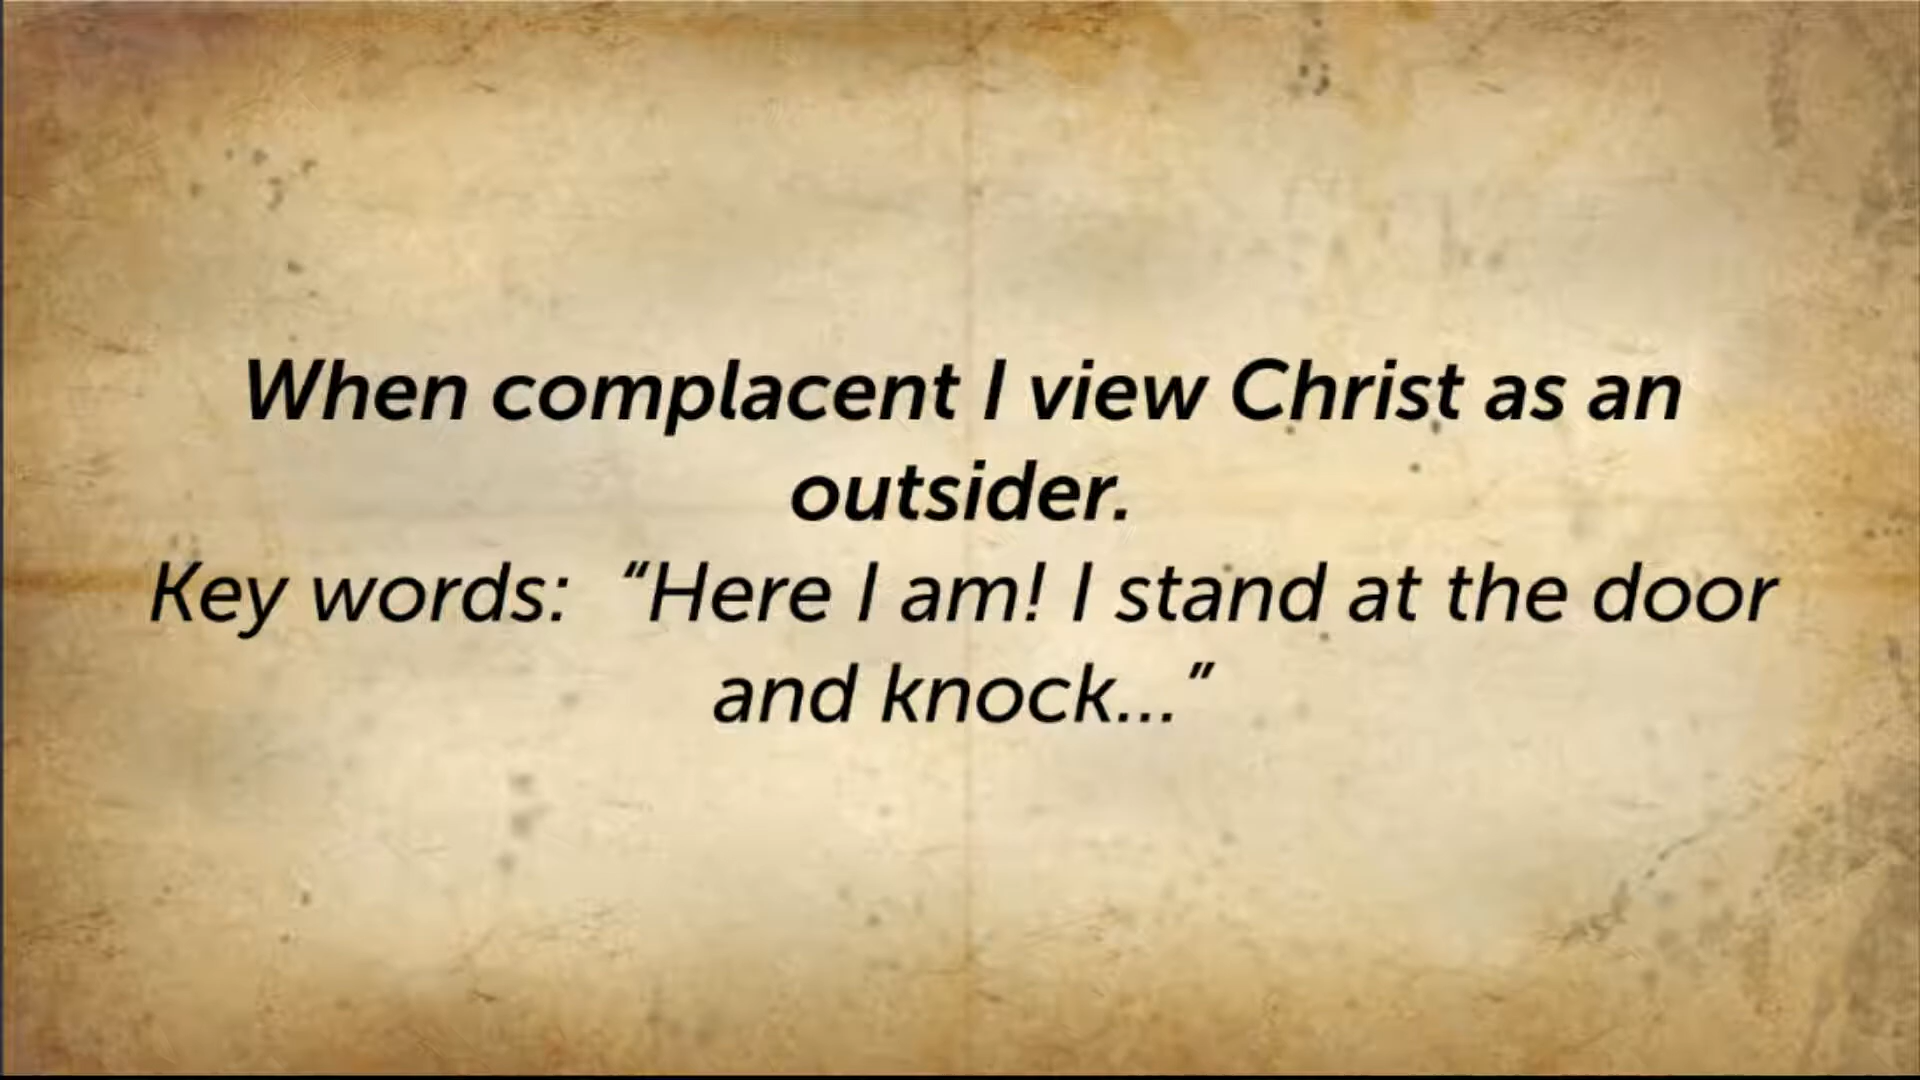 When complacent I view Christ as an
outsider.
Key words:  “Here I am! I stand at the door
and knock...”